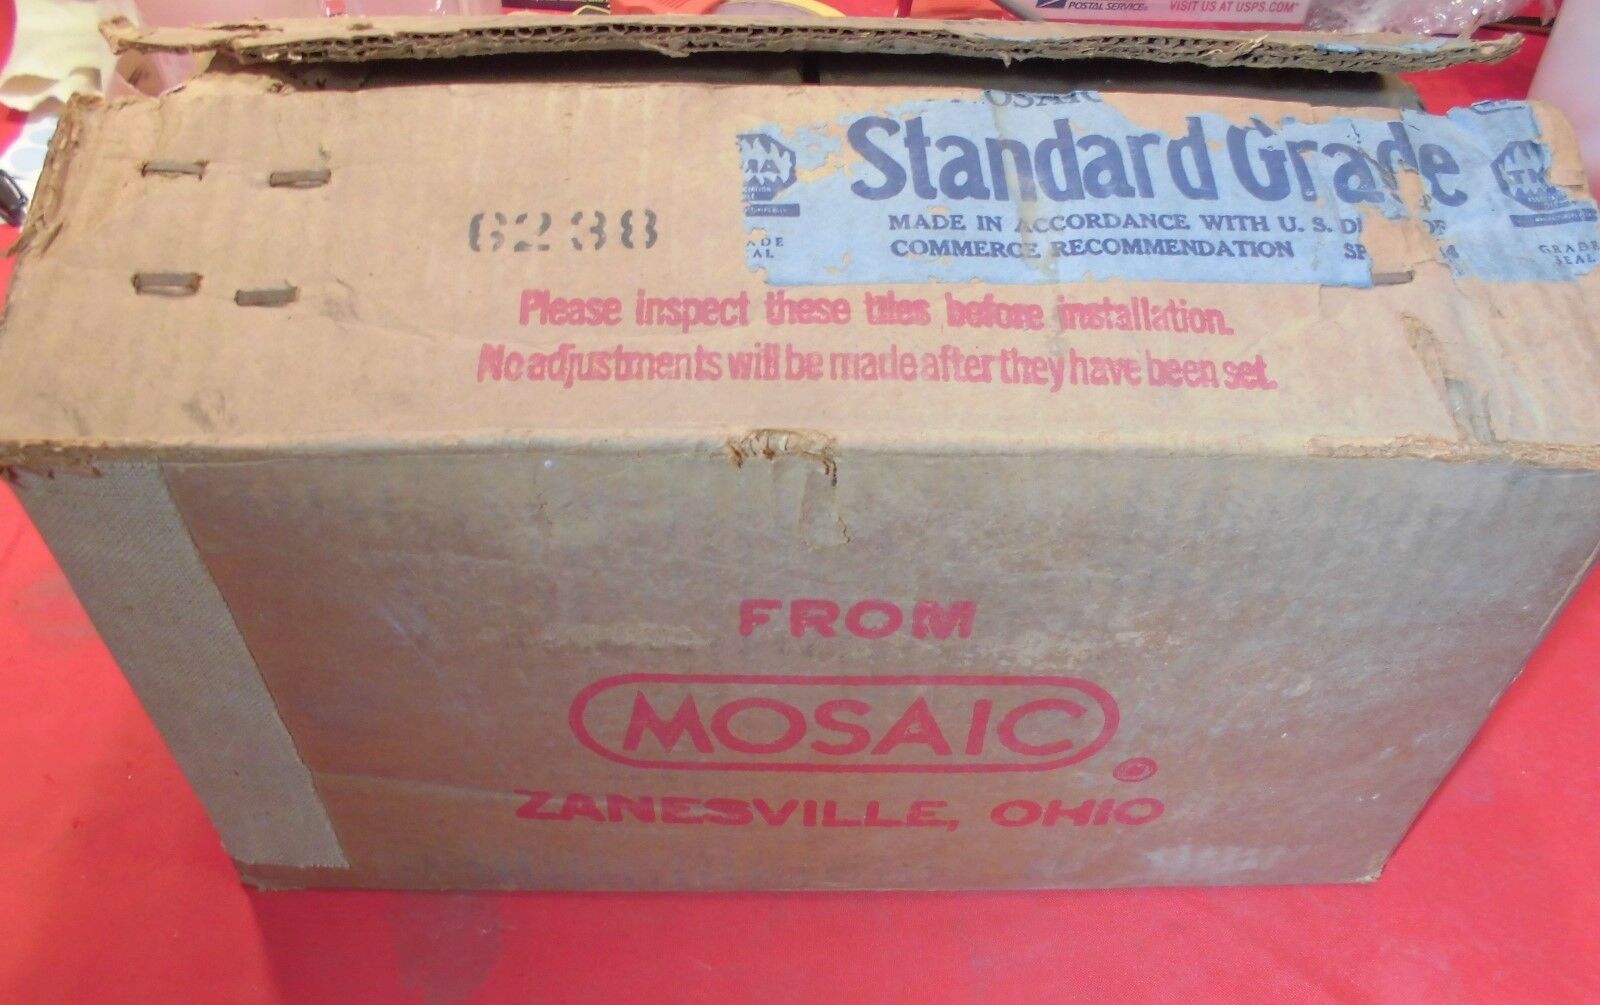 POSTAL SERVICE
VISIT US AT USPS.COM
Standard Grade
MADE IN ACCORDANCE WITH U. S.
COMMERCE RECOMMENDATION
GRADE
SEAL
6238
Please inspect these tiles before installation.
No adjustments will be made after they have been set.
FROM
MOSAIC
®
ZANESVILLE, OHIO